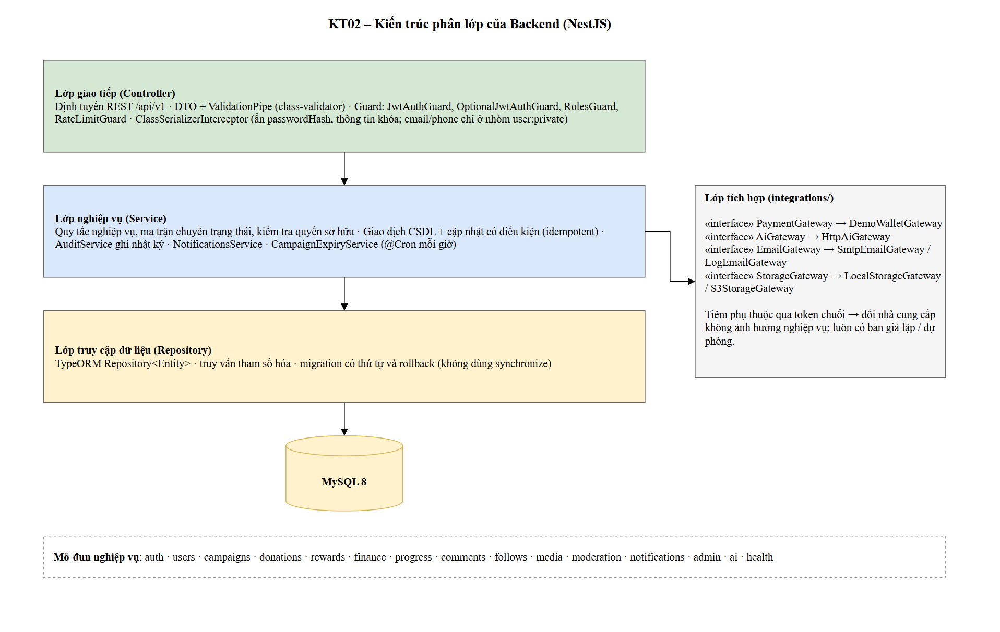 KT02 – Kiến trúc phân lớp của Backend (NestJS)
Lớp giao tiếp (Controller)
Định tuyến REST /api/v1 · DTO + ValidationPipe (class-validator) · Guard: JwtAuthGuard, OptionalJwtAuthGuard, RolesGuard,
RateLimitGuard · ClassSerializerInterceptor (ẩn passwordHash, thông tin khóa; email/phone chỉ ở nhóm user:private)
Lớp nghiệp vụ (Service)
Quy tắc nghiệp vụ, ma trận chuyển trạng thái, kiểm tra quyền sở hữu · Giao dịch CSDL + cập nhật có điều kiện (idempotent) ·
AuditService ghi nhật ký · NotificationsService · CampaignExpiryService (@Cron mỗi giờ)
Lớp tích hợp (integrations/)
«interface» PaymentGateway → DemoWalletGateway
«interface» AiGateway → HttpAiGateway
«interface» EmailGateway → SmtpEmailGateway /
LogEmailGateway
«interface» StorageGateway → LocalStorageGateway
/ S3StorageGateway
Tiêm phụ thuộc qua token chuỗi → đổi nhà cung cấp
không ảnh hưởng nghiệp vụ; luôn có bản giả lập / dự
phòng.
Lớp truy cập dữ liệu (Repository)
TypeORM Repository<Entity> · truy vấn tham số hóa · migration có thứ tự và rollback (không dùng synchronize)
MySQL 8
Mô-đun nghiệp vụ: auth · users · campaigns · donations · rewards · finance · progress · comments · follows · media · moderation · notifications · admin · ai · health